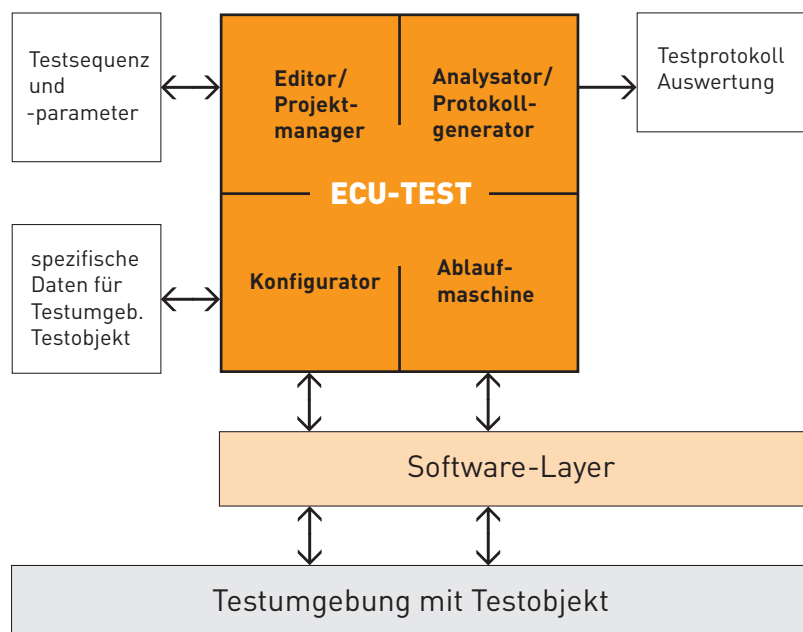 Testsequenz
und
-parameter
Editor/
Projekt-
manager
Analysator/
Protokoll-
generator
Testprotokoll
Auswertung
ECU-TEST
spezifische
Daten für
Testumgeb.
Testobjekt
Konfigurator
Ablauf-
maschine
Software-Layer
Testumgebung mit Testobjekt